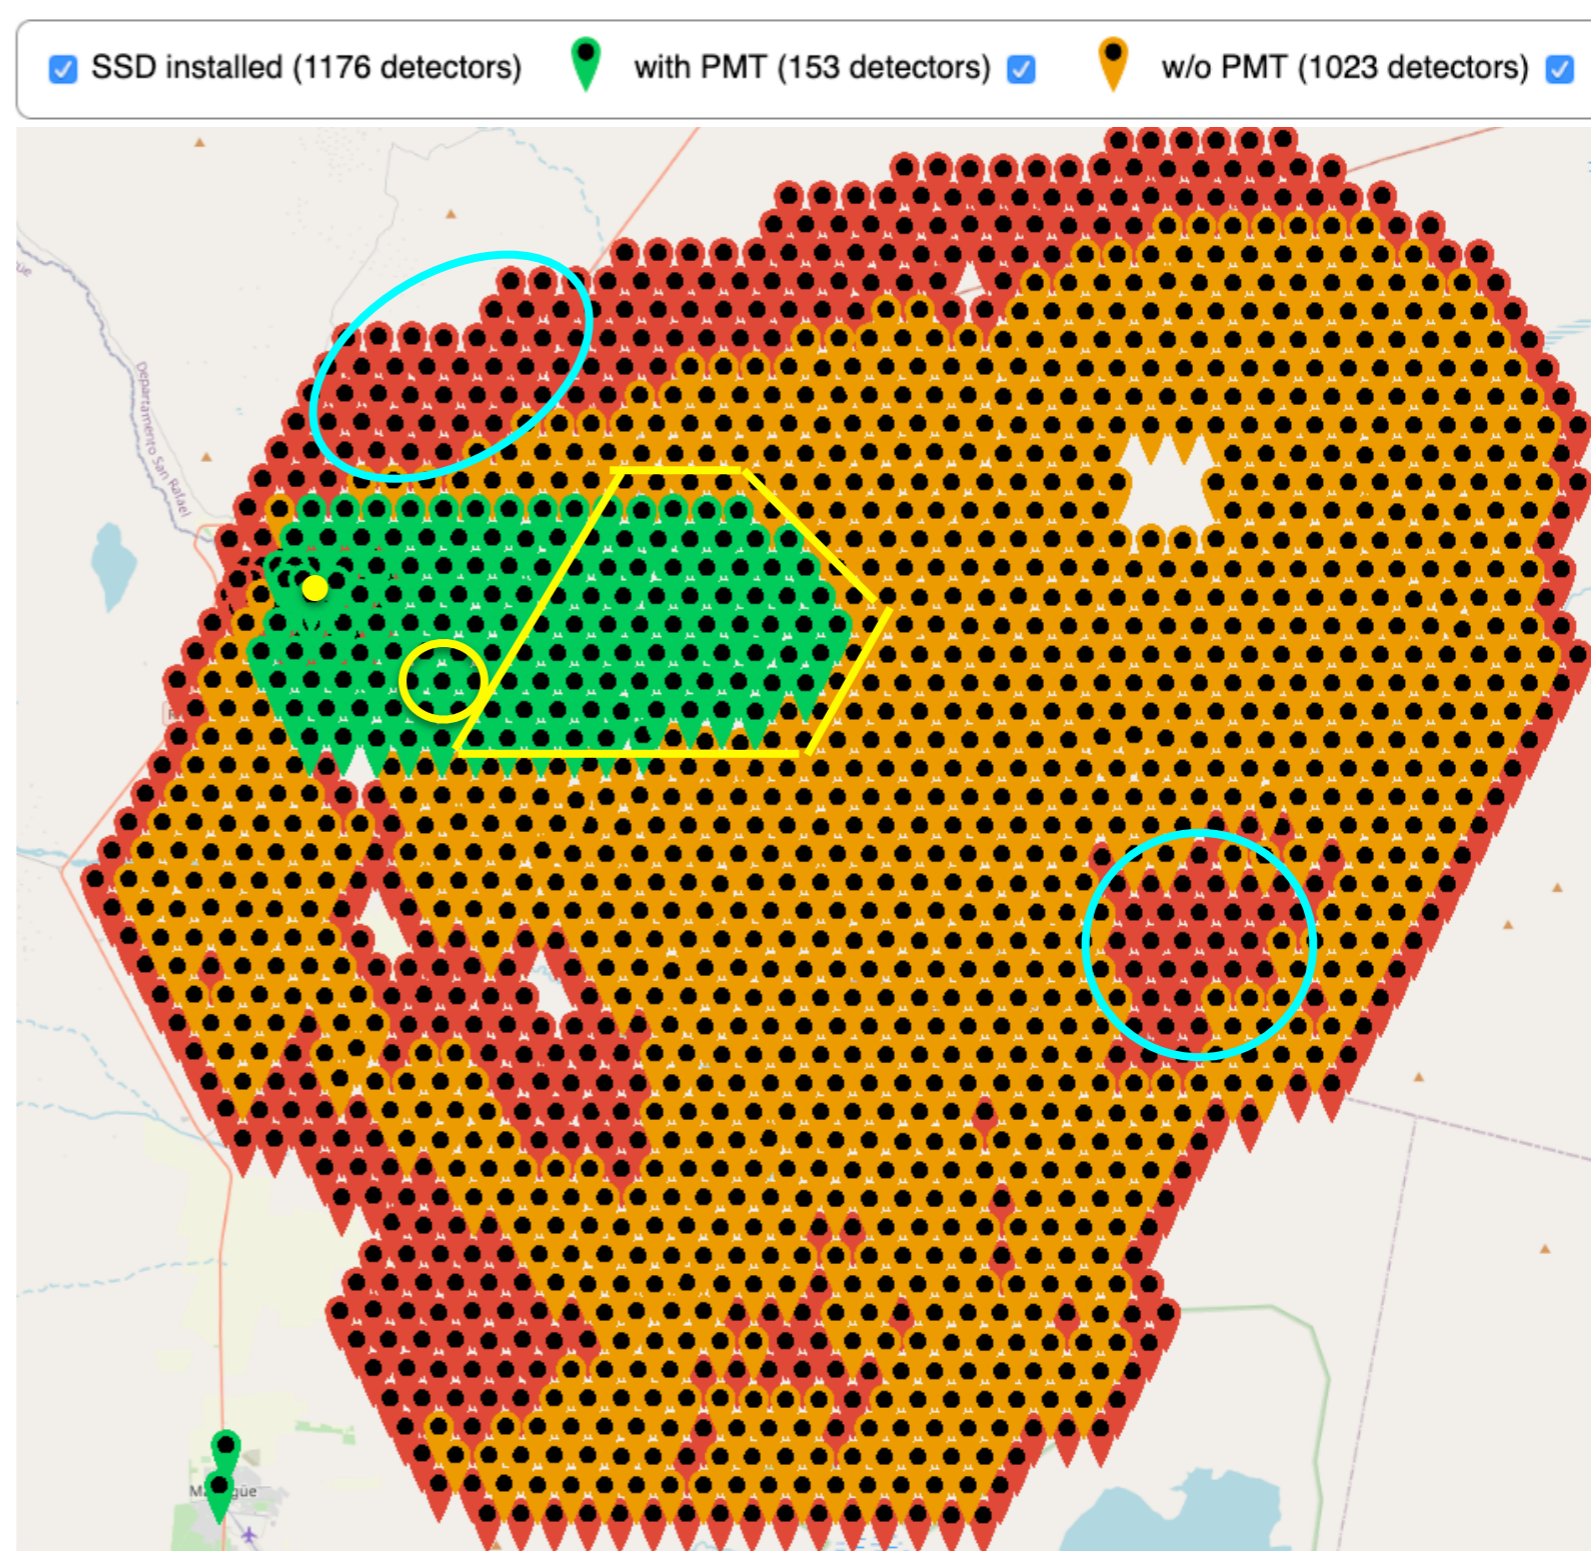 SSD installed (1176 detectors) with PMT (153 detectors) w/o PMT (1023 detectors)
Departamento San Rafael